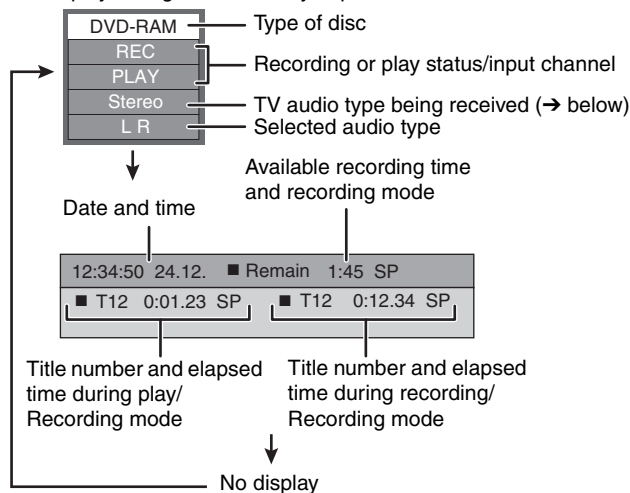 DVD-RAM
Type of disc
REC
PLAY
Recording or play status/input channel
Stereo
TV audio type being received (➔ below)
L R
Selected audio type
Available recording time
and recording mode
Date and time
12:34:50 24.12. ■ Remain 1:45 SP
■ T12 0:01.23 SP ■ T12 0:12.34 SP
Title number and elapsed
time during play/
Recording mode
Title number and elapsed
time during recording/
Recording mode
No display